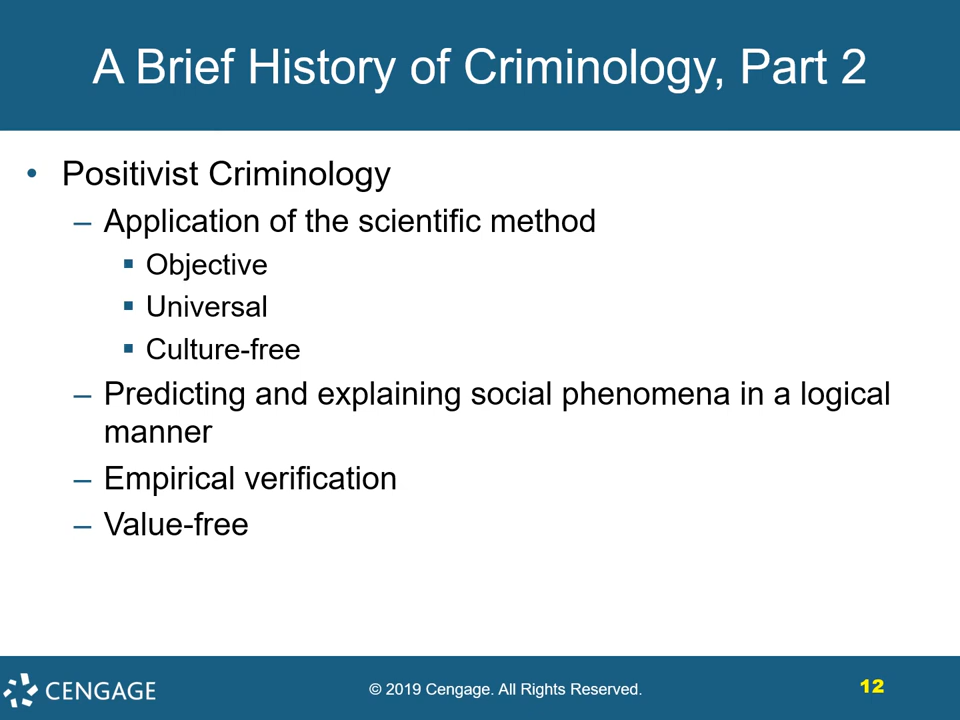 A Brief History of Criminology, Part 2
• Positivist Criminology
– Application of the scientific method
▪ Objective
▪ Universal
▪ Culture-free
– Predicting and explaining social phenomena in a logical
manner
– Empirical verification
– Value-free
CENGAGE
© 2019 Cengage. All Rights Reserved.
12